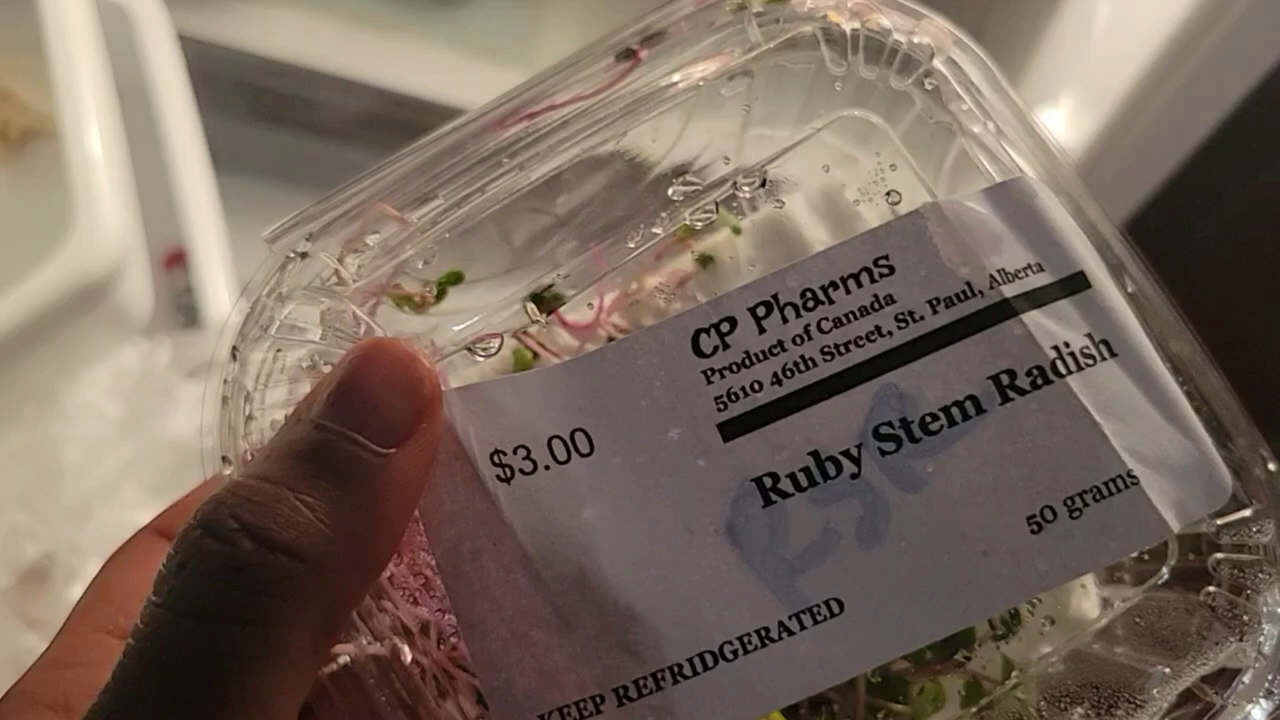 CP Pharms
Product of Canada
5610 46th Street, St. Paul, Alberta
$3.00
Ruby Stem Radish
50 grams
KEEP REFRIDGERATED
RSR